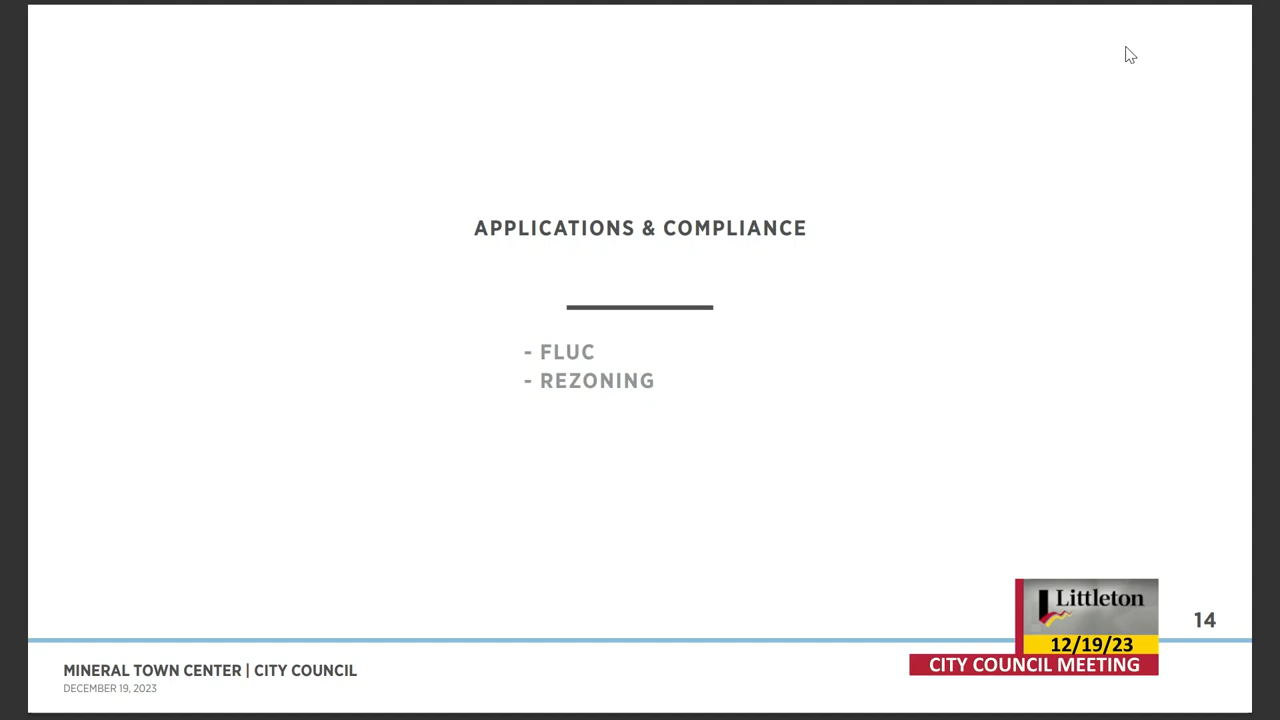 APPLICATIONS & COMPLIANCE
- FLUC
- REZONING
Littleton
14
12/19/23
CITY COUNCIL MEETING
MINERAL TOWN CENTER | CITY COUNCIL
DECEMBER 19, 2023